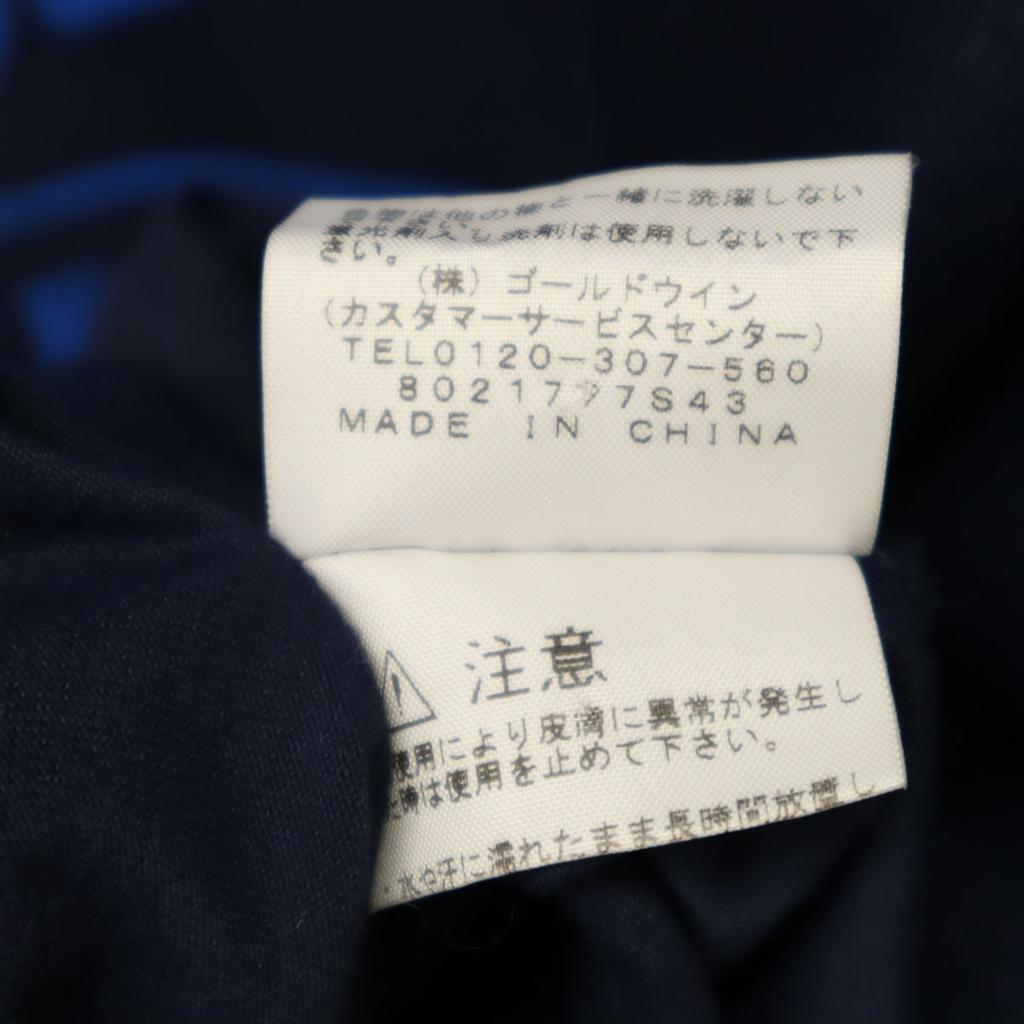 は他の物と一緒に洗濯しない
蛍光剤入り洗剤は使用しないで下
さい。
(株)ゴールドウイン
(カスタマーサービスセンター)
TEL0120-307-560
8021777S43
MADE IN CHINA
注意
使用により皮膚に異常が発生し
は使用を止めて下さい。
水や汗に濡れたまま長時間放置し